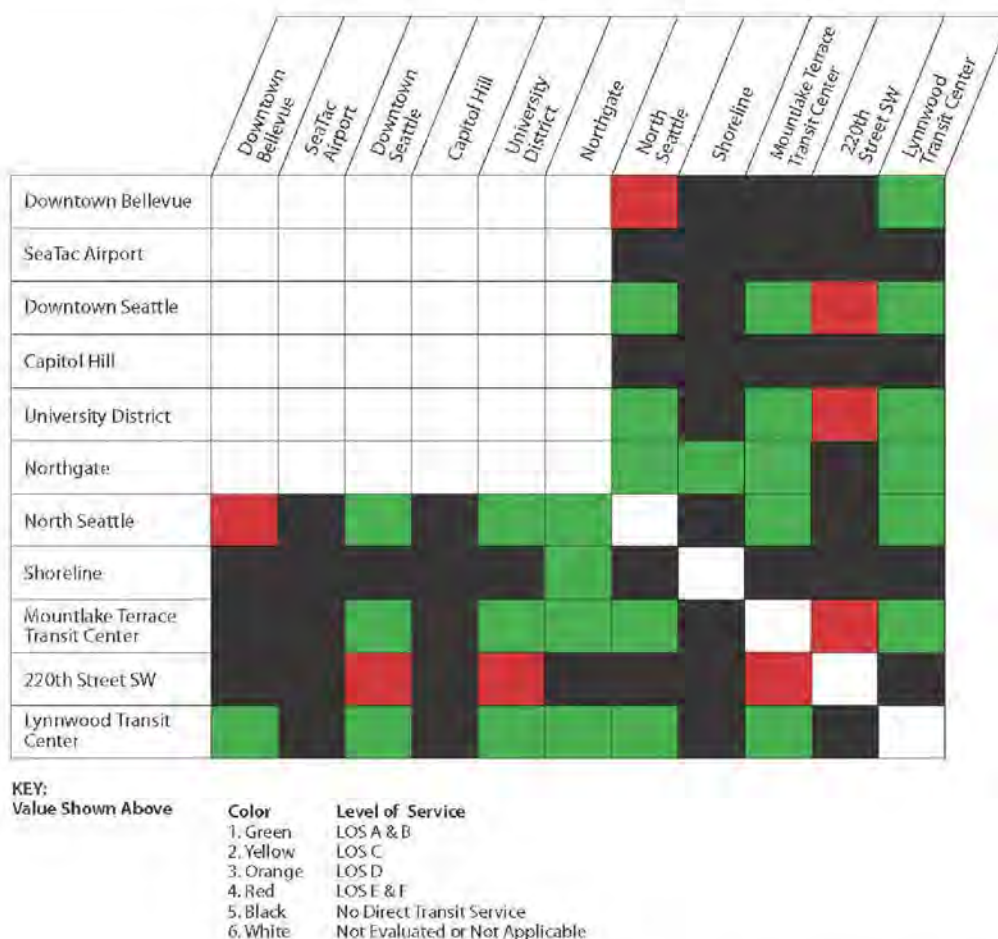 Downtown
Bellevue
SeaTac
Airport
Downtown
Seattle
Capitol Hill
University
District
Northgate
North
Seattle
Shoreline
Mountlake Terrace
Transit Center
220th
Street SW
Lynnwood
Transit Center
Downtown Bellevue
SeaTac Airport
Downtown Seattle
Capitol Hill
University District
Northgate
North Seattle
Shoreline
Mountlake Terrace
Transit Center
220th Street SW
Lynnwood Transit
Center
KEY:
Value Shown Above
Color Level of Service
1. Green LOS A & B
2. Yellow LOS C
3. Orange LOS D
4. Red LOS E & F
5. Black No Direct Transit Service
6. White Not Evaluated or Not Applicable